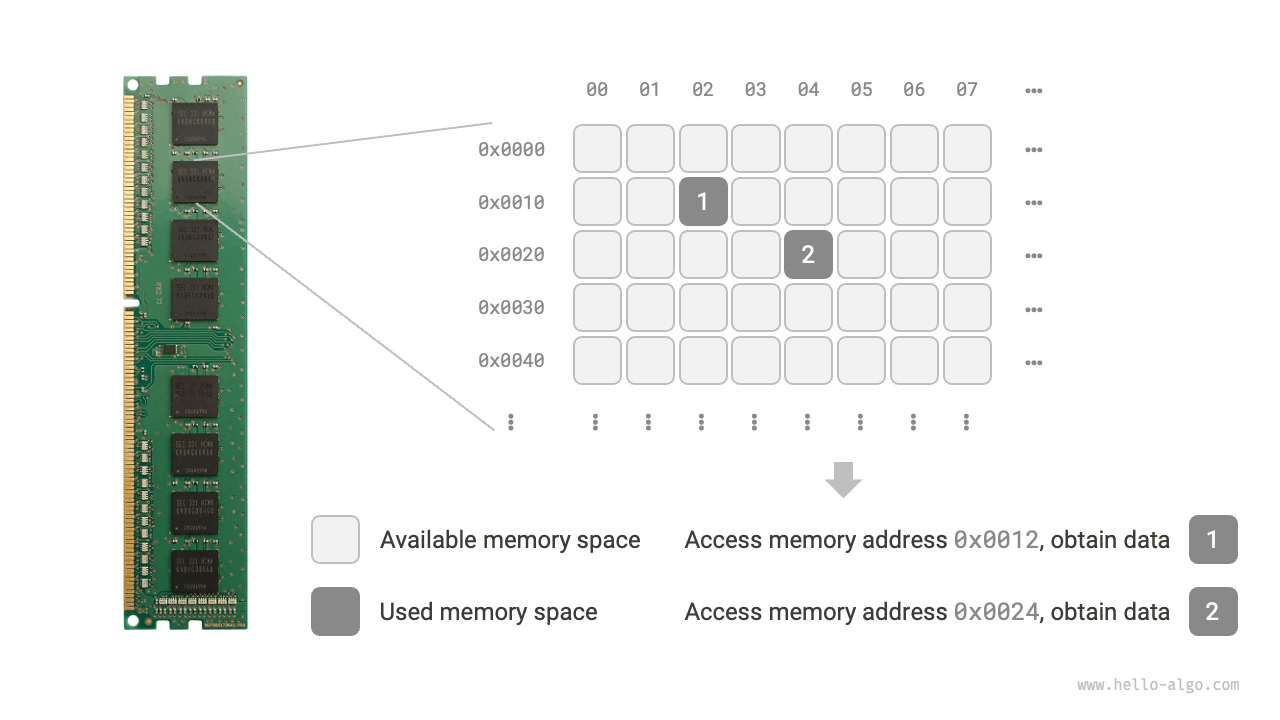 00 01 02 03 04 05 06 07 •••
0x0000 •••
0x0010 1 •••
0x0020 2 •••
0x0030 •••
0x0040 •••
Available memory space
Access memory address 0x0012, obtain data 1
Used memory space
Access memory address 0x0024, obtain data 2
www.hello-algo.com